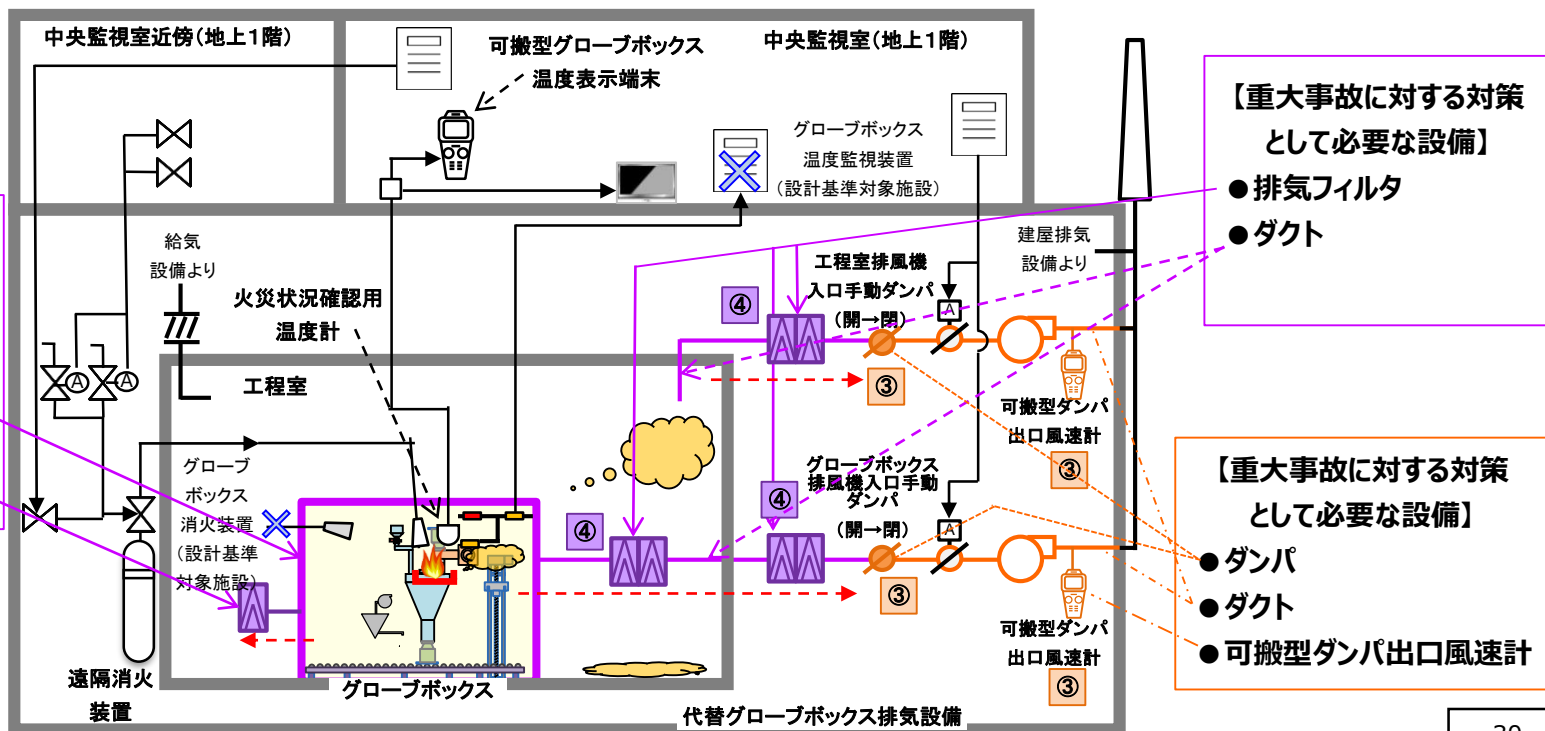 中央監視室近傍(地上1階)
可搬型グローブボックス
温度表示端末
中央監視室(地上1階)
グローブボックス
温度監視装置
(設計基準対象施設)
【重大事故に対する対策
として必要な設備】
●排気フィルタ
●ダクト
給気
設備より
火災状況確認用
温度計
工程室
建屋排気
設備より
工程室排風機
入口手動ダンパ
(開→閉)
④
A
③
可搬型ダンパ
出口風速計
③
A
A
グローブ
ボックス
消火装置
(設計基準
対象施設)
グローブボックス
排風機入口手動
ダンパ
(開→閉)
④
④
A
③
可搬型ダンパ
出口風速計
③
【重大事故に対する対策
として必要な設備】
●ダンパ
●ダクト
●可搬型ダンパ出口風速計
遠隔消火
装置
グローブボックス
代替グローブボックス排気設備